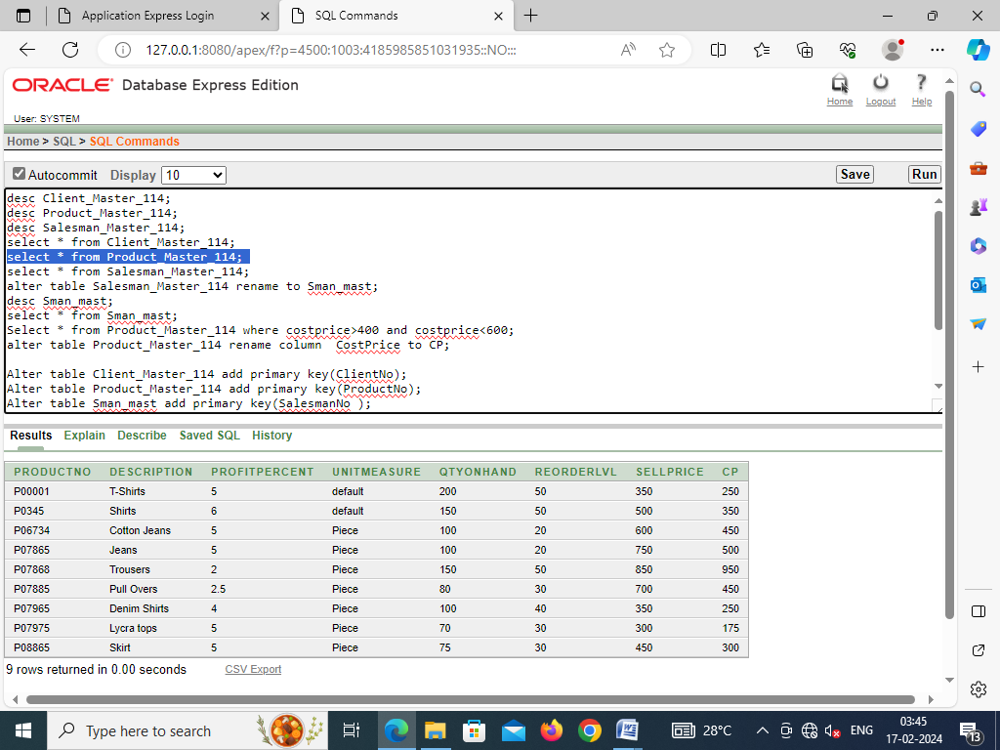 Application Express Login
SQL Commands
127.0.0.1:8080/apex/f?p=4500:1003:4185985851031935::NO:::
ORACLE Database Express Edition
Home Logout Help
User: SYSTEM
Home > SQL > SQL Commands
Autocommit Display 10 Save Run
desc Client_Master_114;
desc Product_Master_114;
desc Salesman_Master_114;
select * from Client_Master_114;
select * from Product_Master_114;
select * from Salesman_Master_114;
alter table Salesman_Master_114 rename to Sman_mast;
desc Sman_mast;
select * from Sman_mast;
Select * from Product_Master_114 where costprice>400 and costprice<600;
alter table Product_Master_114 rename column  CostPrice to CP;
Alter table Client_Master_114 add primary key(ClientNo);
Alter table Product_Master_114 add primary key(ProductNo);
Alter table Sman_mast add primary key(SalesmanNo );
Results Explain Describe Saved SQL History
PRODUCTNO DESCRIPTION PROFITPERCENT UNITMEASURE QTYONHAND REORDERLVL SELLPRICE CP
P00001 T-Shirts 5 default 200 50 350 250
P0345 Shirts 6 default 150 50 500 350
P06734 Cotton Jeans 5 Piece 100 20 600 450
P07865 Jeans 5 Piece 100 20 750 500
P07868 Trousers 2 Piece 150 50 850 950
P07885 Pull Overs 2.5 Piece 80 30 700 450
P07965 Denim Shirts 4 Piece 100 40 350 250
P07975 Lycra tops 5 Piece 70 30 300 175
P08865 Skirt 5 Piece 75 30 450 300
9 rows returned in 0.00 seconds CSV Export
Type here to search 28°C ENG 03:45
17-02-2024 13